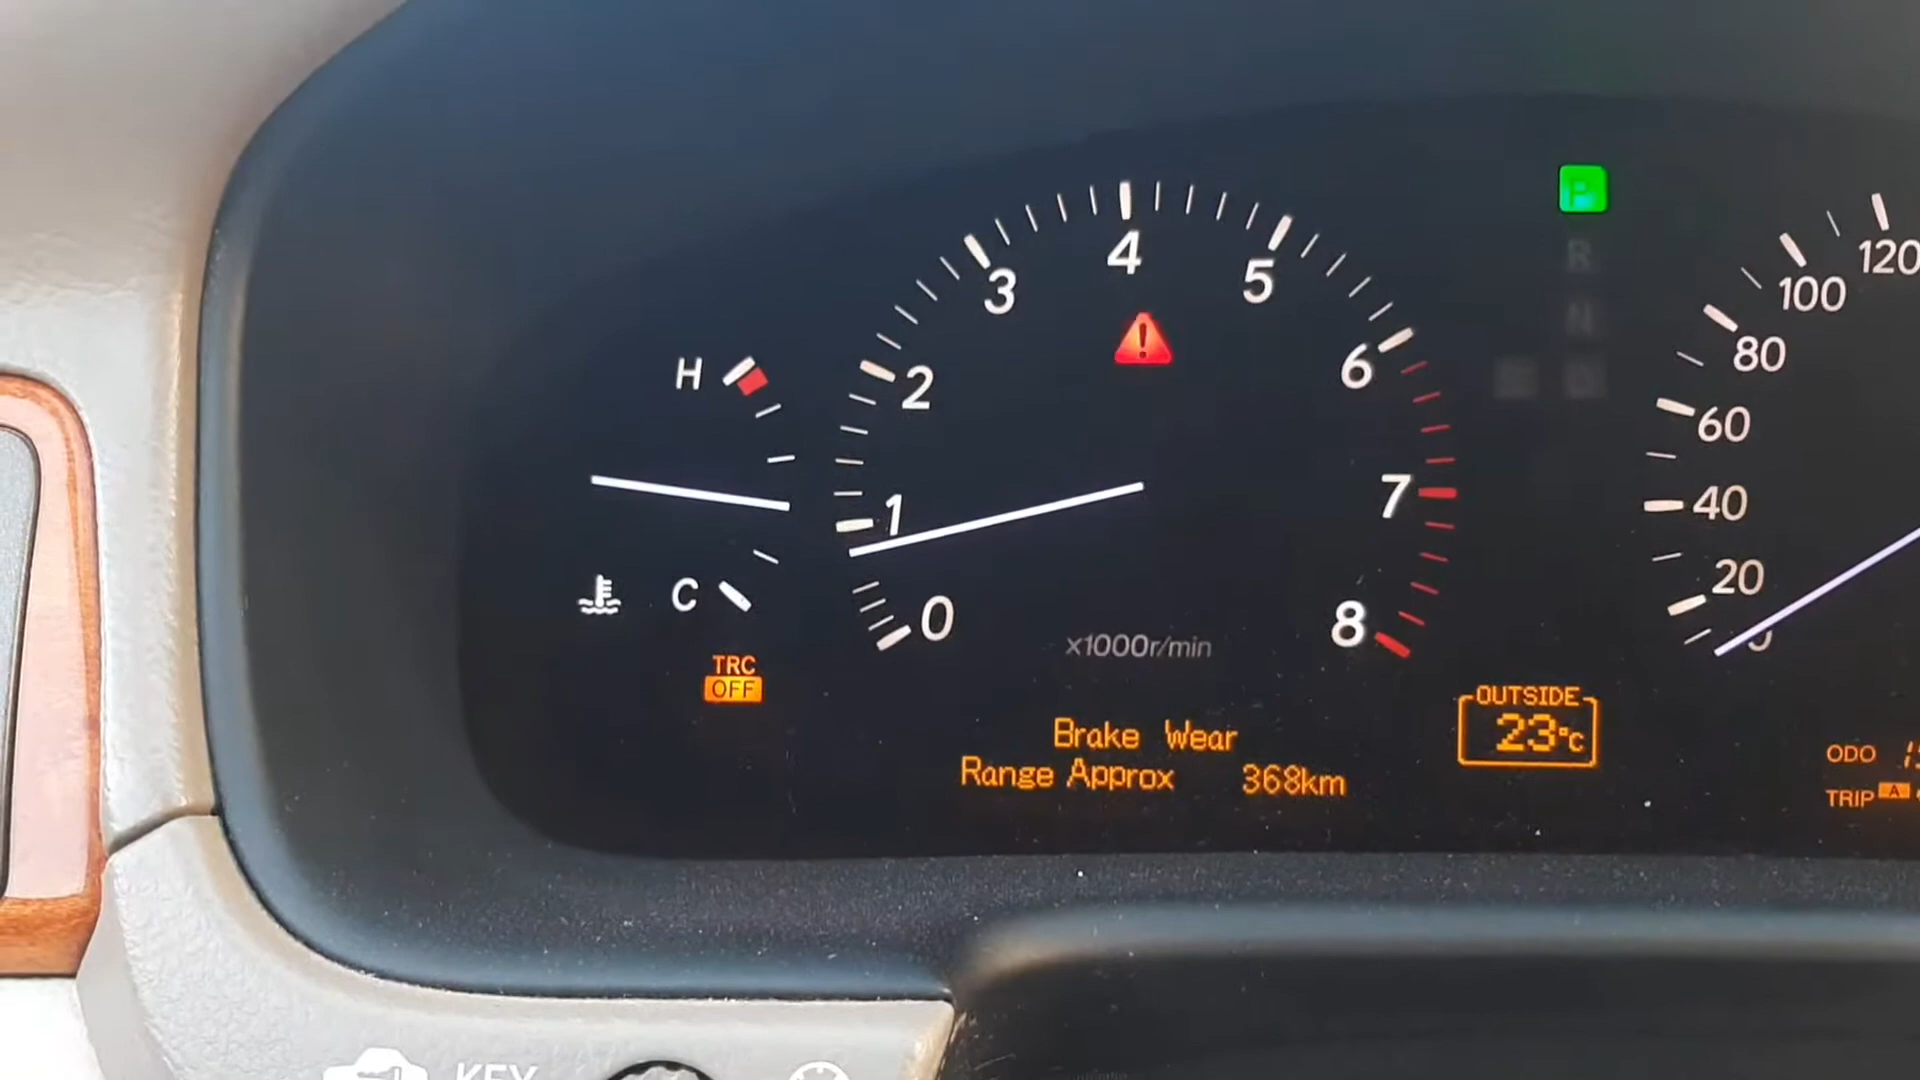 H
C
TRC
OFF
0
1
2
3
4
5
6
7
8
x1000r/min
P
R
N
20
40
60
80
100
120
Brake Wear
Range Approx 368km
OUTSIDE
23°C
ODO
TRIP A
KEY